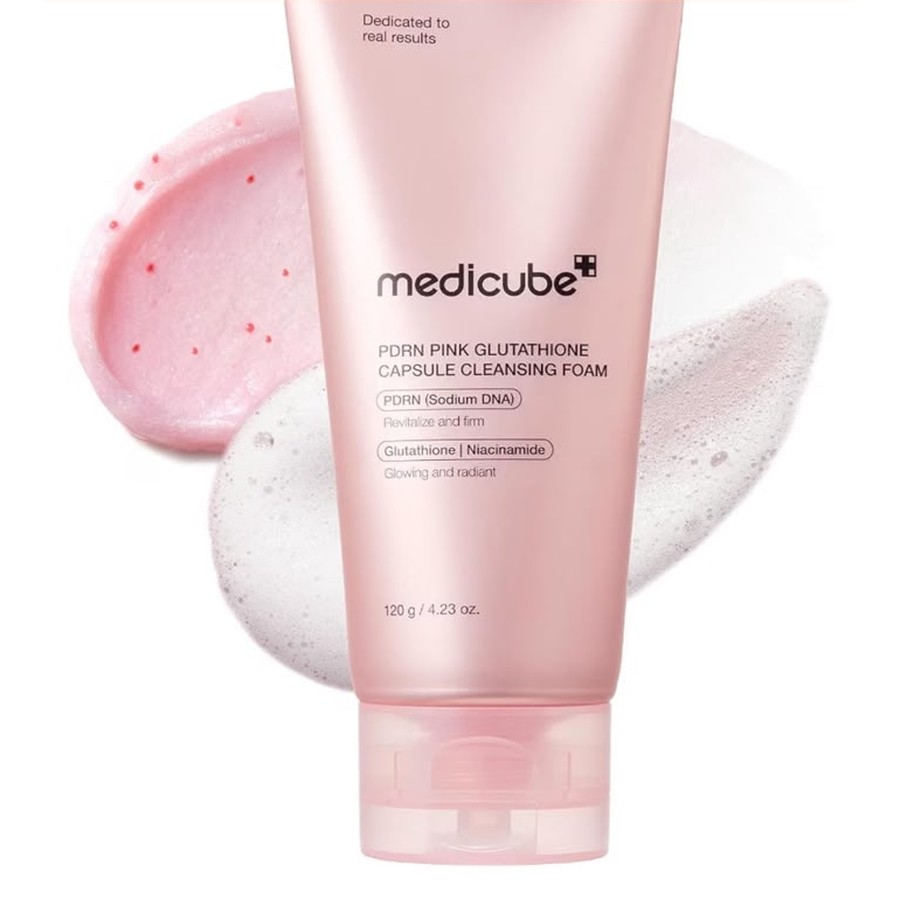 Dedicated to
real results
medicube
PDRN PINK GLUTATHIONE
CAPSULE CLEANSING FOAM
PDRN (Sodium DNA)
Revitalize and firm
Glutathione | Niacinamide
Glowing and radiant
120 g / 4.23 oz.